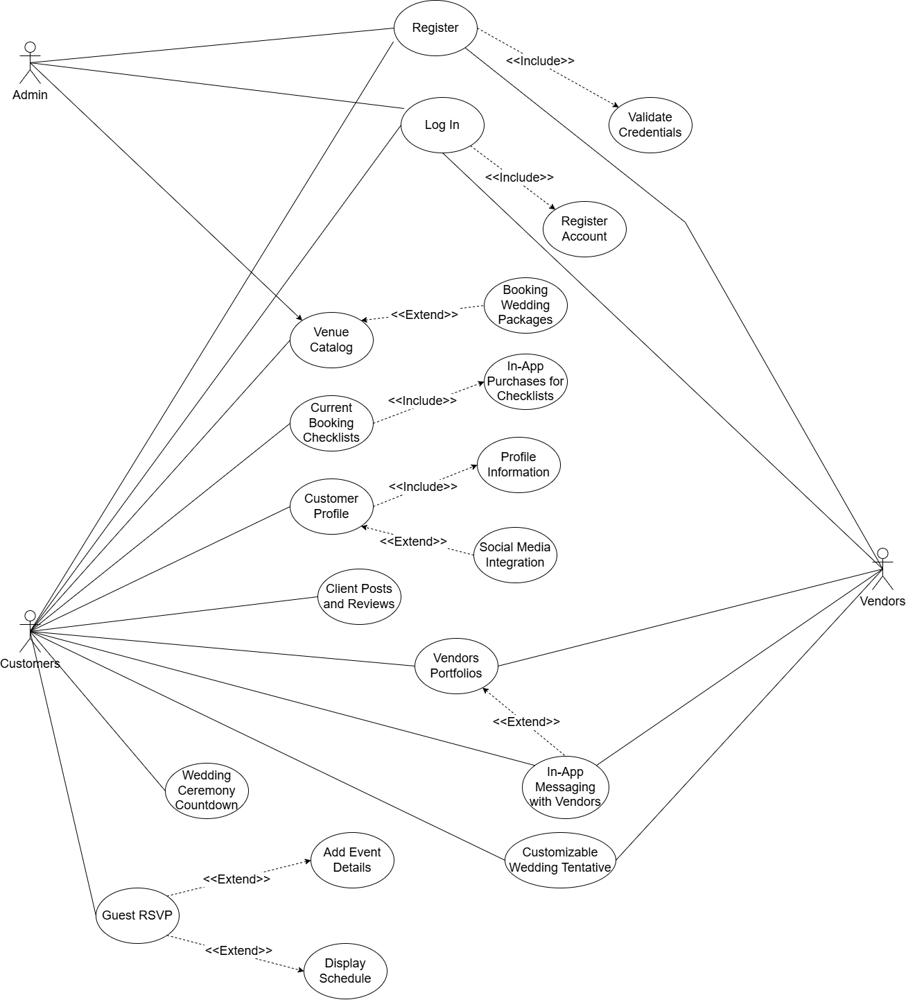 Register
Admin
<<Include>>
Validate
Credentials
Log In
<<Include>>
Register
Account
Booking
Wedding
Packages
<<Extend>>
Venue
Catalog
In-App
Purchases for
Checklists
<<Include>>
Current
Booking
Checklists
Profile
Information
<<Include>>
Customer
Profile
<<Extend>>
Social Media
Integration
Client Posts
and Reviews
Vendors
Customers
Vendors
Portfolios
<<Extend>>
In-App
Messaging
with Vendors
Wedding
Ceremony
Countdown
Customizable
Wedding Tentative
Add Event
Details
<<Extend>>
Guest RSVP
<<Extend>>
Display
Schedule